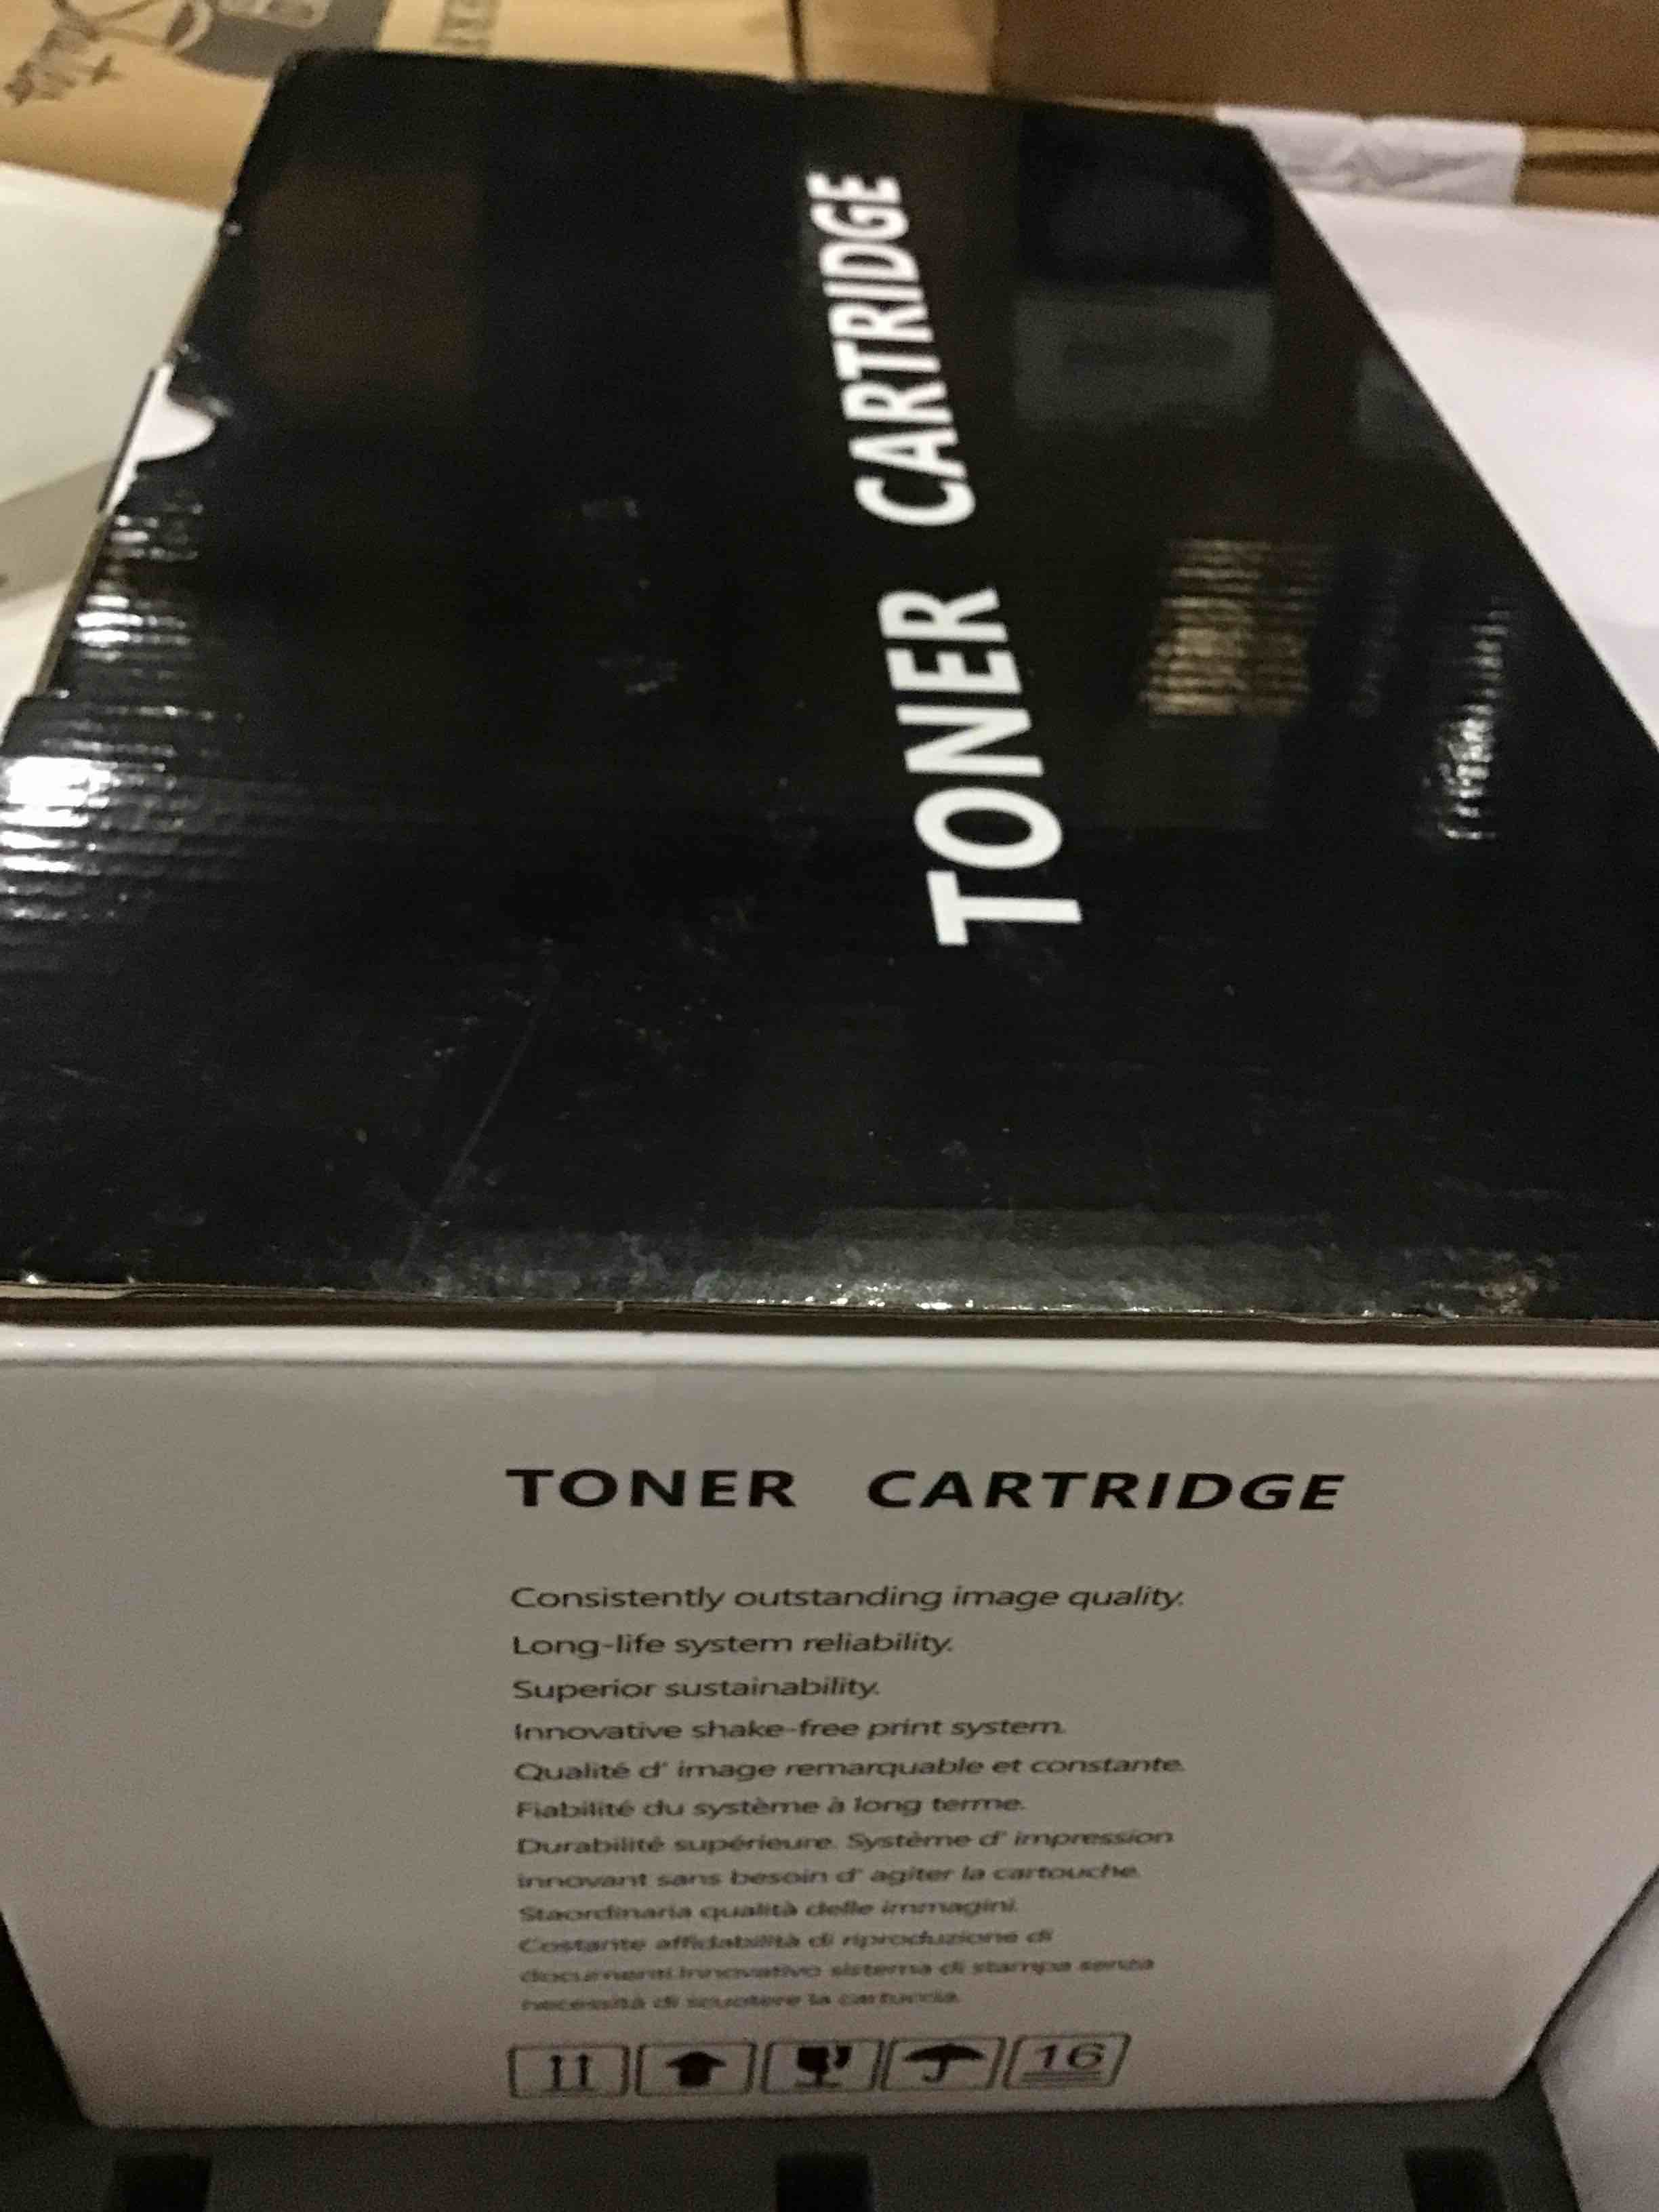 TONER CARTRIDGE
TONER CARTRIDGE
Consistently outstanding image quality.
Long-life system reliability.
Superior sustainability.
Innovative shake-free print system.
Qualité d' image remarquable et constante.
Fiabilité du système à long terme.
Durabilité supérieure. Système d' impression
innovant sans besoin d' agiter la cartouche.
Staordinaria qualità delle immagini.
Costante affidabilità di riproduzione di
documenti.Innovativo sistema di stampa senza
necessità di scuotere la cartuccia.
16